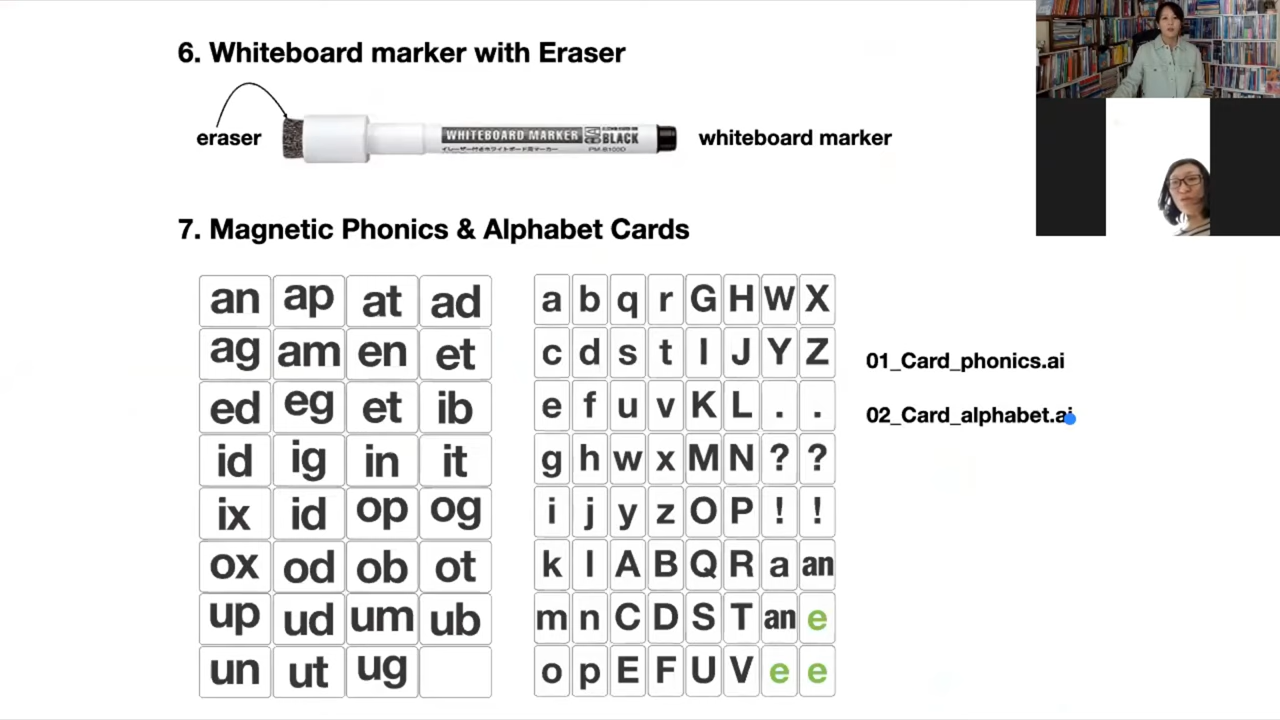 6. Whiteboard marker with Eraser
eraser
WHITEBOARD MARKER
BLACK
whiteboard marker
7. Magnetic Phonics & Alphabet Cards
an ap at ad
ag am en et
ed eg et ib
id ig in it
ix id op og
ox od ob ot
up ud um ub
un ut ug
a b q r G H W X
c d s t I J Y Z
e f u v K L . .
g h w x M N ? ?
i j y z O P ! !
k l A B Q R a an
m n C D S T an e
o p E F U V e e
01_Card_phonics.ai
02_Card_alphabet.ai